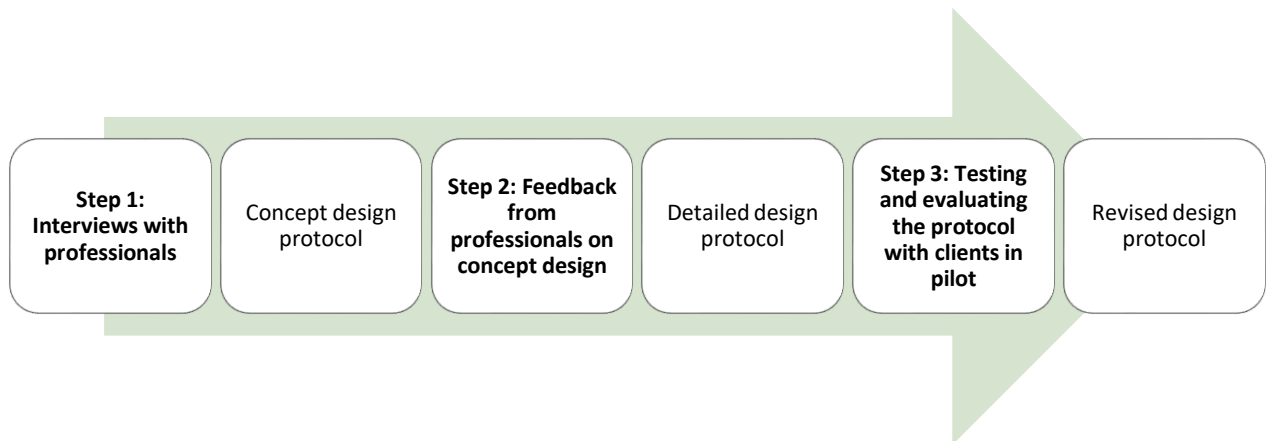 Step 1:
Interviews with
professionals
Concept design
protocol
Step 2: Feedback
from
professionals on
concept design
Detailed design
protocol
Step 3: Testing
and evaluating
the protocol
with clients in
pilot
Revised design
protocol